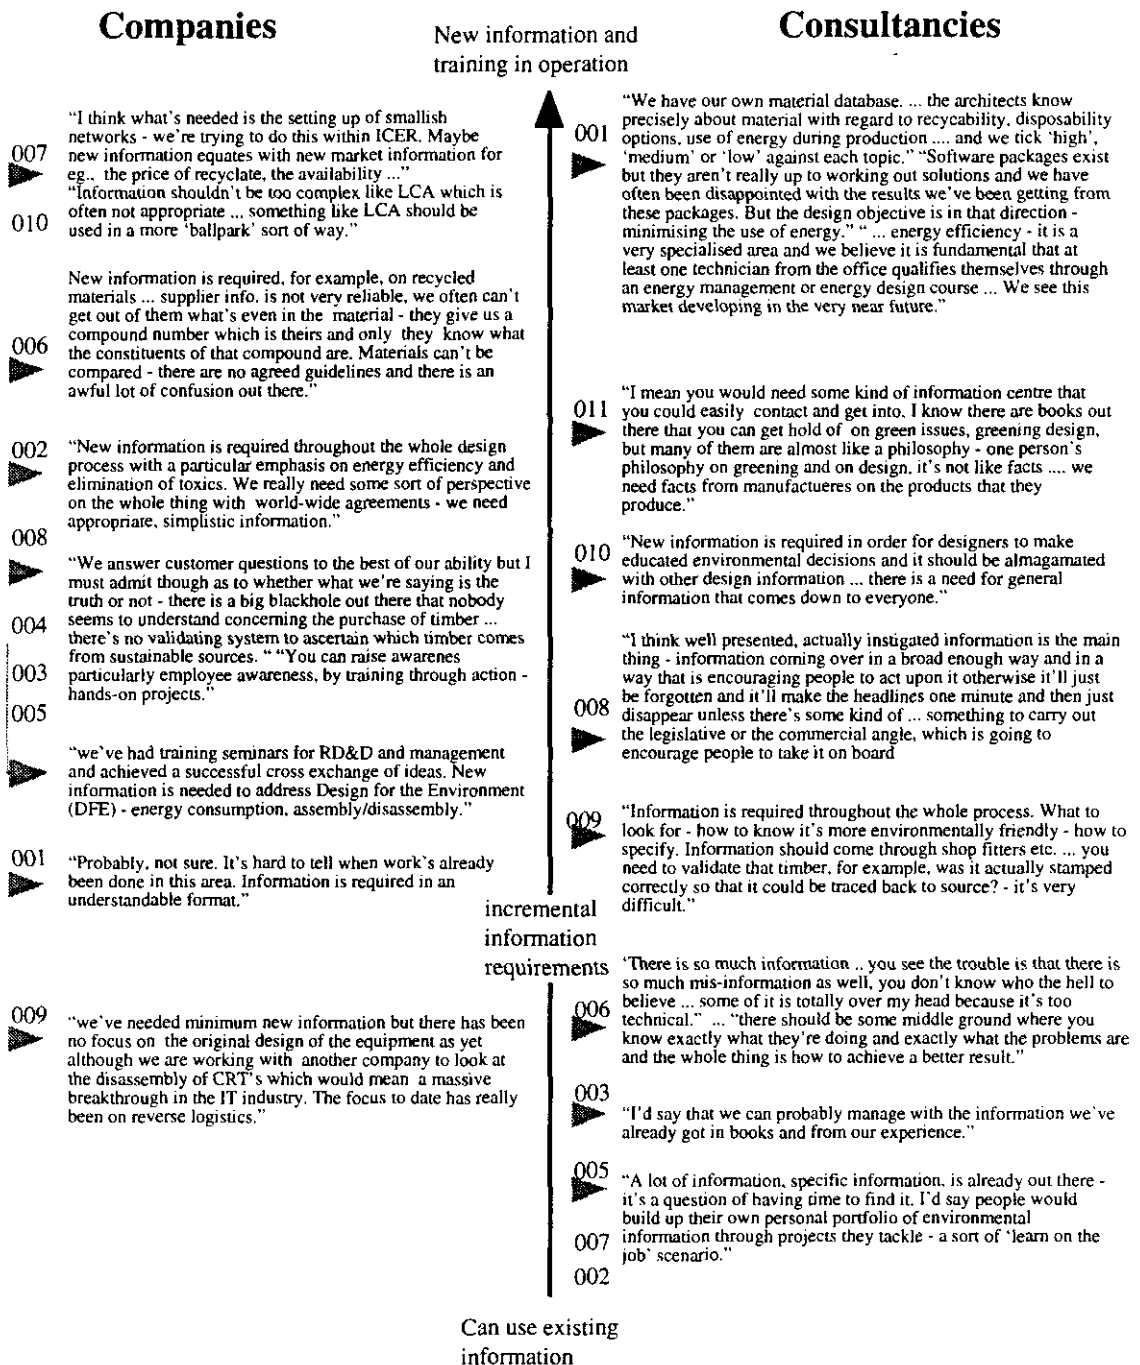 Companies
New information and
training in operation
Consultancies
007
"I think what's needed is the setting up of smallish
networks - we're trying to do this within ICER. Maybe
new information equates with new market information for
eg.. the price of recyclate, the availability ..."
010
"Information shouldn't be too complex like LCA which is
often not appropriate ... something like LCA should be
used in a more 'ballpark' sort of way."
006
New information is required, for example, on recycled
materials ... supplier info. is not very reliable, we often can't
get out of them what's even in the material - they give us a
compound number which is theirs and only they know what
the constituents of that compound are. Materials can't be
compared - there are no agreed guidelines and there is an
awful lot of confusion out there."
002
"New information is required throughout the whole design
process with a particular emphasis on energy efficiency and
elimination of toxics. We really need some sort of perspective
on the whole thing with world-wide agreements - we need
appropriate, simplistic information."
008
"We answer customer questions to the best of our ability but I
must admit though as to whether what we're saying is the
truth or not - there is a big blackhole out there that nobody
seems to understand concerning the purchase of timber ...
there's no validating system to ascertain which timber comes
from sustainable sources. " "You can raise awarenes
particularly employee awareness, by training through action -
hands-on projects."
004
003
005
"we've had training seminars for RD&D and management
and achieved a successful cross exchange of ideas. New
information is needed to address Design for the Environment
(DFE) - energy consumption, assembly/disassembly."
001
"Probably, not sure. It's hard to tell when work's already
been done in this area. Information is required in an
understandable format."
incremental
information
requirements
009
"we've needed minimum new information but there has been
no focus on the original design of the equipment as yet
although we are working with another company to look at
the disassembly of CRT's which would mean a massive
breakthrough in the IT industry. The focus to date has really
been on reverse logistics."
001
"We have our own material database. ... the architects know
precisely about material with regard to recycability, disposability
options, use of energy during production .... and we tick 'high',
'medium' or 'low' against each topic." "Software packages exist
but they aren't really up to working out solutions and we have
often been disappointed with the results we've been getting from
these packages. But the design objective is in that direction -
minimising the use of energy." " ... energy efficiency - it is a
very specialised area and we believe it is fundamental that at
least one technician from the office qualifies themselves through
an energy management or energy design course ... We see this
market developing in the very near future."
011
"I mean you would need some kind of information centre that
you could easily contact and get into. I know there are books out
there that you can get hold of on green issues, greening design,
but many of them are almost like a philosophy - one person's
philosophy on greening and on design, it's not like facts .... we
need facts from manufactueres on the products that they
produce."
010
"New information is required in order for designers to make
educated environmental decisions and it should be almagamated
with other design information ... there is a need for general
information that comes down to everyone."
008
"I think well presented, actually instigated information is the main
thing - information coming over in a broad enough way and in a
way that is encouraging people to act upon it otherwise it'll just
be forgotten and it'll make the headlines one minute and then just
disappear unless there's some kind of ... something to carry out
the legislative or the commercial angle, which is going to
encourage people to take it on board
009
"Information is required throughout the whole process. What to
look for - how to know it's more environmentally friendly - how to
specify. Information should come through shop fitters etc. ... you
need to validate that timber, for example, was it actually stamped
correctly so that it could be traced back to source? - it's very
difficult."
006
'There is so much information .. you see the trouble is that there is
so much mis-information as well, you don't know who the hell to
believe ... some of it is totally over my head because it's too
technical." ... "there should be some middle ground where you
know exactly what they're doing and exactly what the problems are
and the whole thing is how to achieve a better result."
003
"I'd say that we can probably manage with the information we've
already got in books and from our experience."
005
"A lot of information, specific information, is already out there -
it's a question of having time to find it. I'd say people would
build up their own personal portfolio of environmental
information through projects they tackle - a sort of 'learn on the
job' scenario."
007
002
Can use existing
information